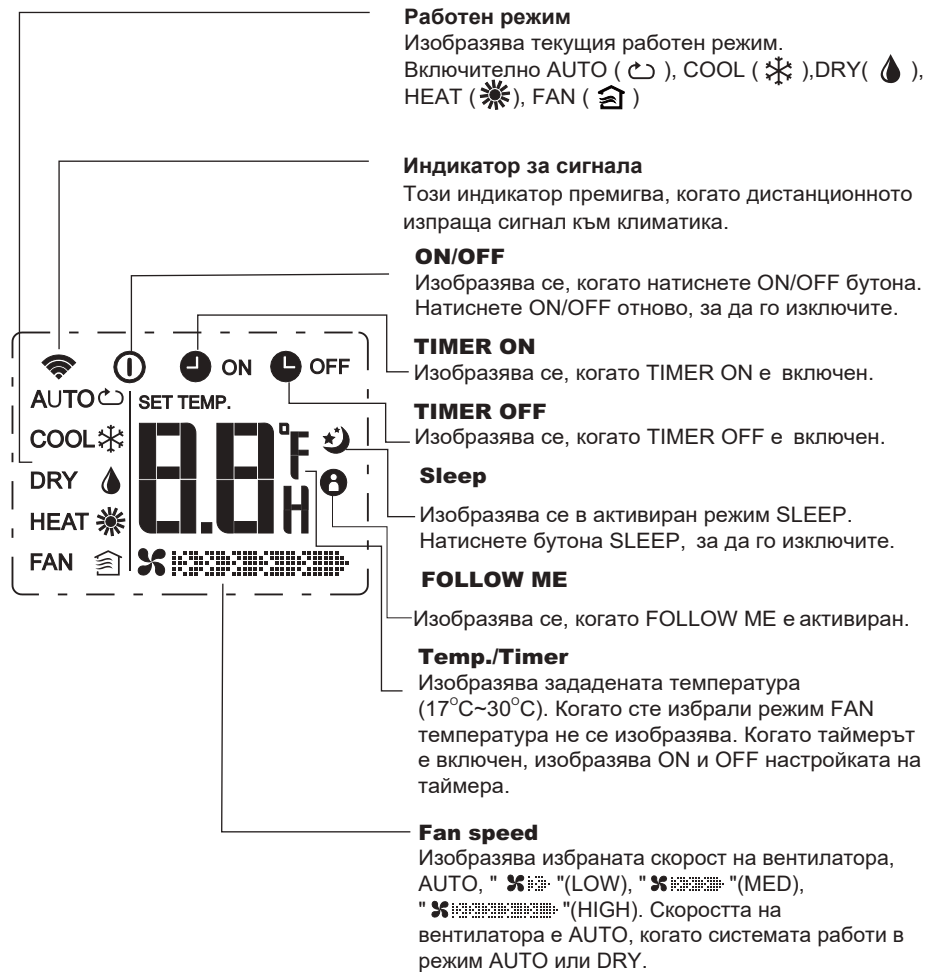 Работен режим
Изобразява текущия работен режим.
Включително AUTO ( ), COOL ( ),DRY( ),
HEAT ( ), FAN ( )
Индикатор за сигнала
Този индикатор премигва, когато дистанционното
изпраща сигнал към климатика.
ON/OFF
Изобразява се, когато натиснете ON/OFF бутона.
Натиснете ON/OFF отново, за да го изключите.
TIMER ON
Изобразява се, когато TIMER ON е включен.
TIMER OFF
Изобразява се, когато TIMER OFF е включен.
Sleep
Изобразява се в активиран режим SLEEP.
Натиснете бутона SLEEP, за да го изключите.
FOLLOW ME
Изобразява се, когато FOLLOW ME е активиран.
Temp./Timer
Изобразява зададената температура
(17°C~30°C). Когато сте избрали режим FAN
температура не се изобразява. Когато таймерът
е включен, изобразява ON и OFF настройката на
таймера.
Fan speed
Изобразява избраната скорост на вентилатора,
AUTO, " "(LOW), " "(MED),
" "(HIGH). Скоростта на
вентилатора е AUTO, когато системата работи в
режим AUTO или DRY.
ON OFF
AUTO SET TEMP.
COOL
DRY
HEAT
FAN
8.8°F
H